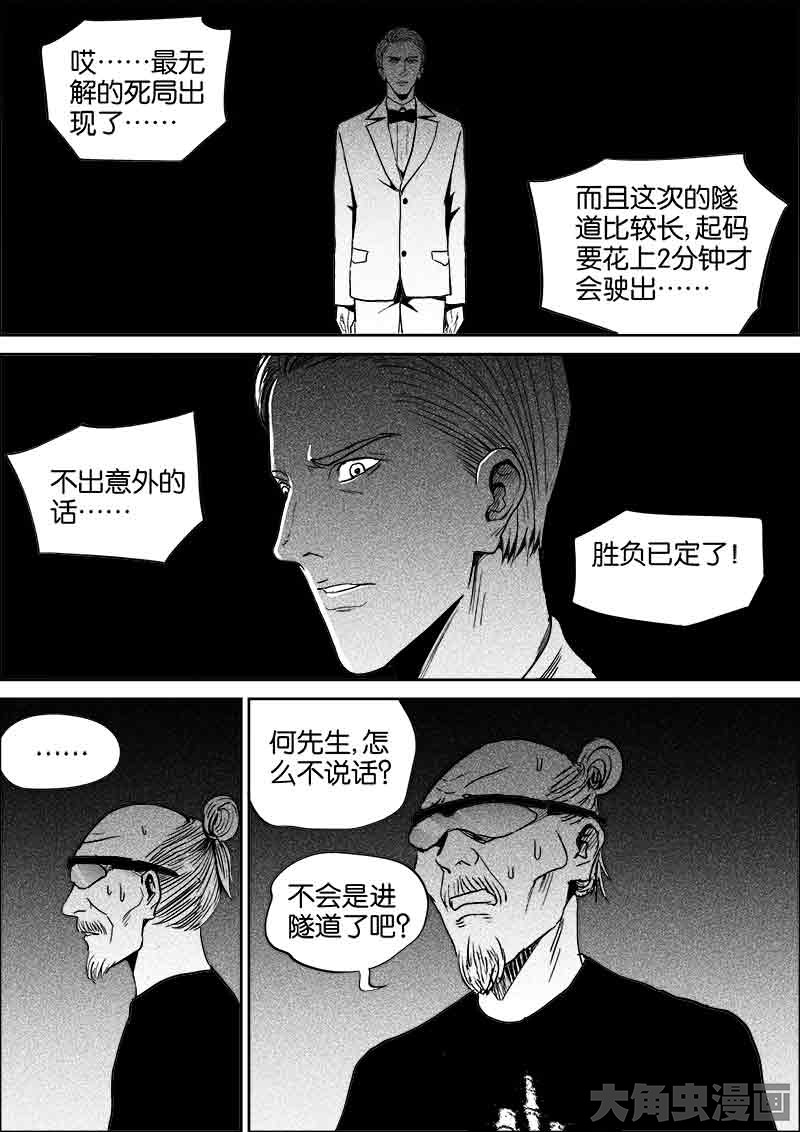 哎……最无
解的死局出
现了……
而且这次的隧
道比较长,起码
要花上2分钟才
会驶出……
不出意外的
话……
胜负已定了!
……
何先生,怎
么不说话?
不会是进
隧道了吧?
大角虫漫画